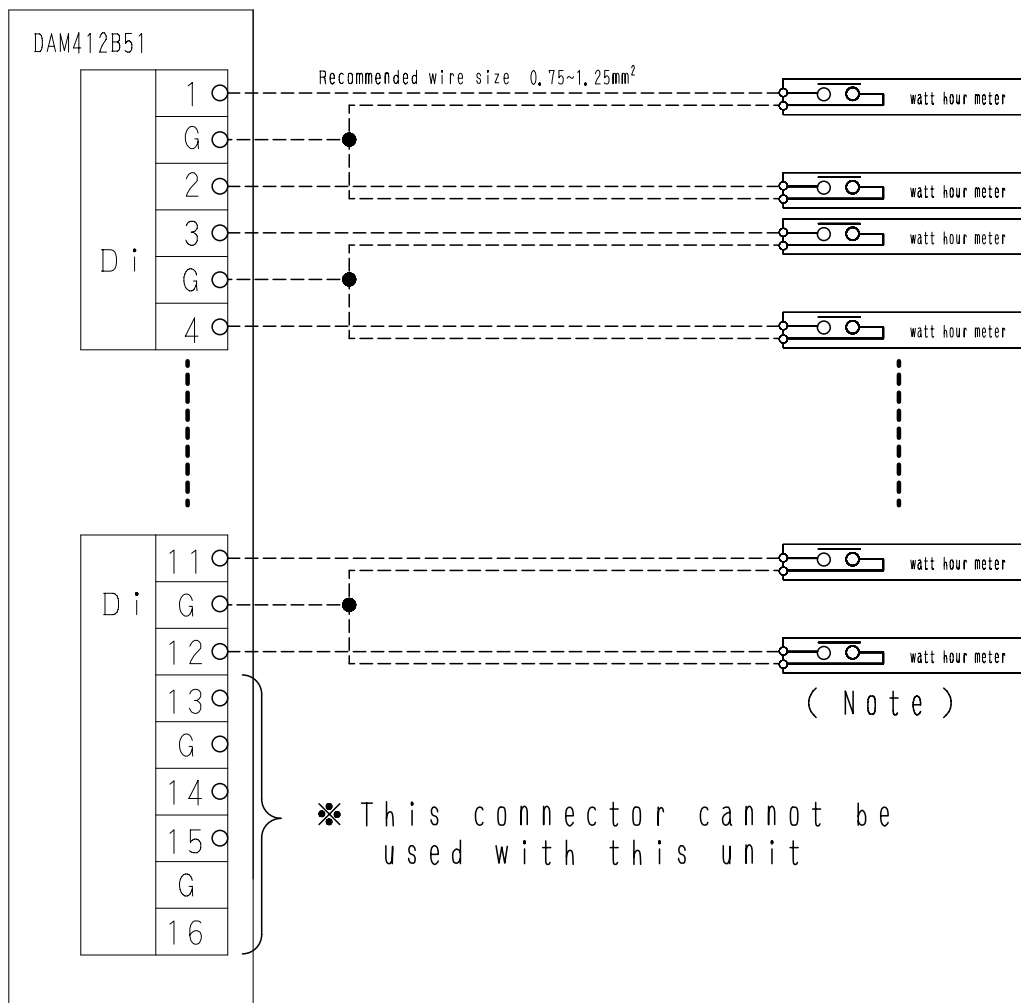 DAM412B51
Recommended wire size 0.75~1.25mm²
1
watt hour meter
G
2
watt hour meter
3
watt hour meter
Di
G
4
watt hour meter
11
watt hour meter
Di
G
12
watt hour meter
13
( Note )
G
14
※ This connector cannot be
15
used with this unit
G
16